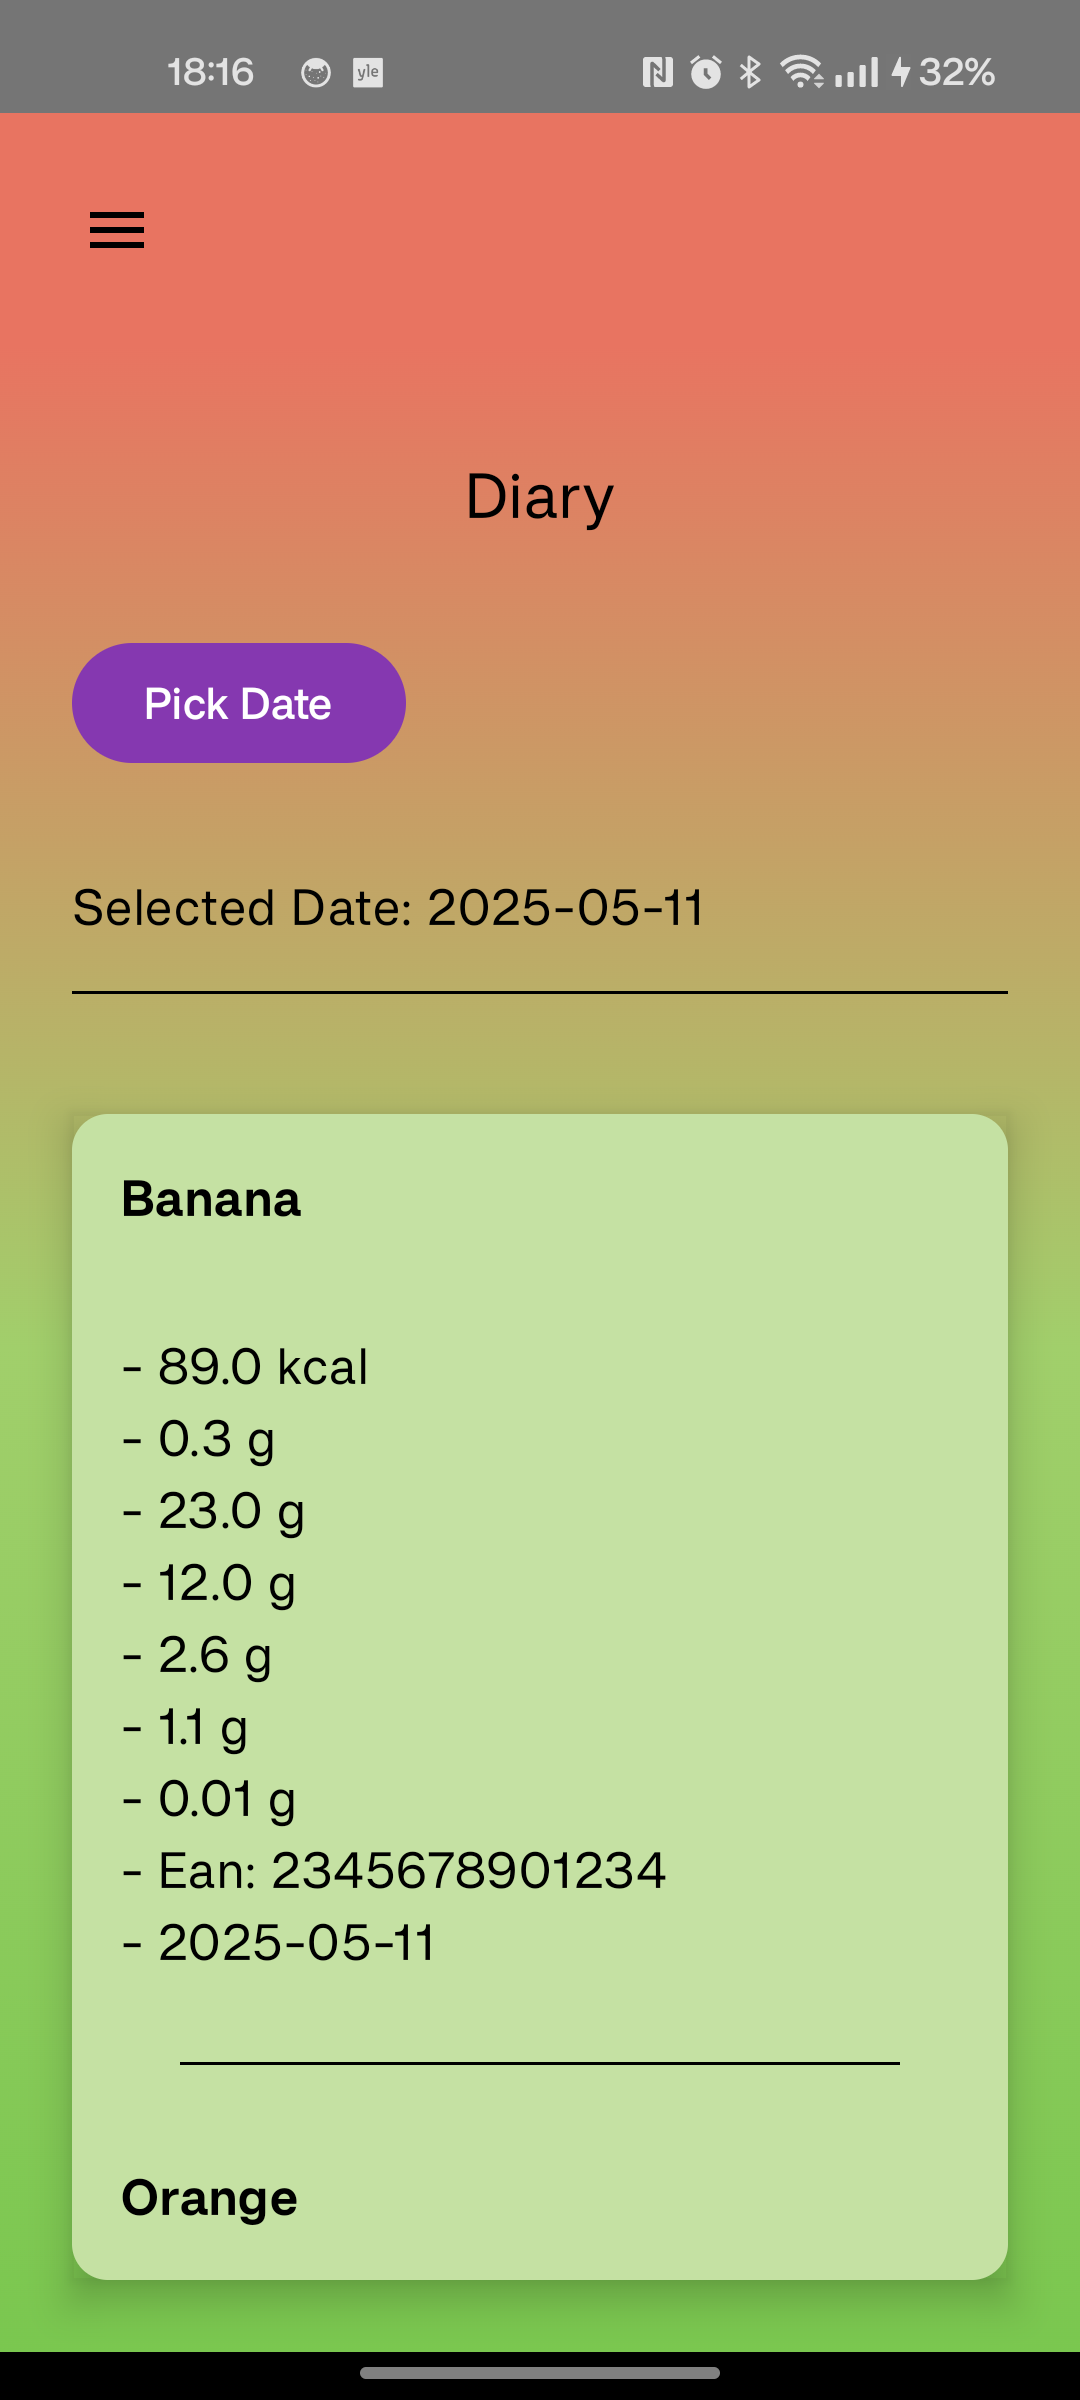 18:16 yle 32%
Diary
Pick Date
Selected Date: 2025-05-11
Banana
- 89.0 kcal
- 0.3 g
- 23.0 g
- 12.0 g
- 2.6 g
- 1.1 g
- 0.01 g
- Ean: 2345678901234
- 2025-05-11
Orange